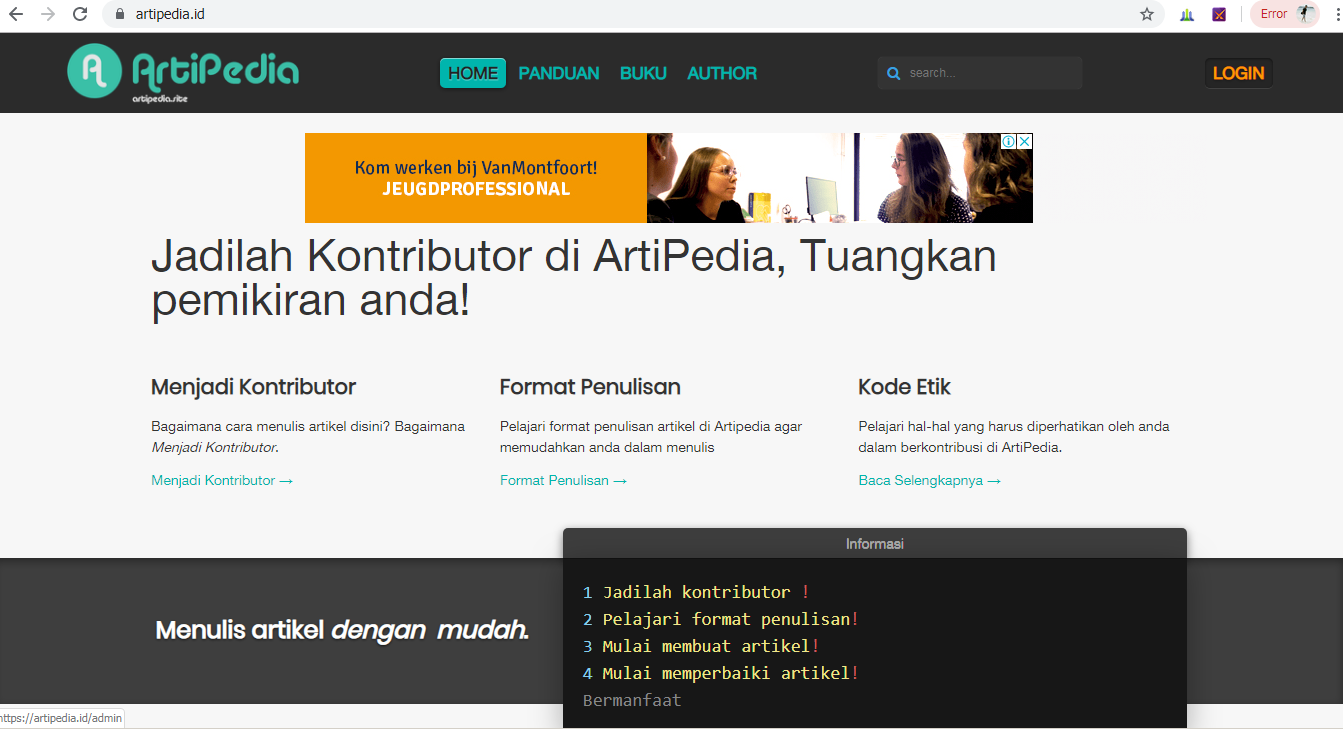 artipedia.id
Error
ArtiPedia
artipedia.site
HOME PANDUAN BUKU AUTHOR
search...
LOGIN
Kom werken bij VanMontfoort!
JEUGDPROFESSIONAL
Jadilah Kontributor di ArtiPedia, Tuangkan
pemikiran anda!
Menjadi Kontributor
Bagaimana cara menulis artikel disini? Bagaimana
Menjadi Kontributor.
Menjadi Kontributor →
Format Penulisan
Pelajari format penulisan artikel di Artipedia agar
memudahkan anda dalam menulis
Format Penulisan →
Kode Etik
Pelajari hal-hal yang harus diperhatikan oleh anda
dalam berkontribusi di ArtiPedia.
Baca Selengkapnya →
Menulis artikel dengan mudah.
Informasi
1 Jadilah kontributor !
2 Pelajari format penulisan!
3 Mulai membuat artikel!
4 Mulai memperbaiki artikel!
Bermanfaat
https://artipedia.id/admin